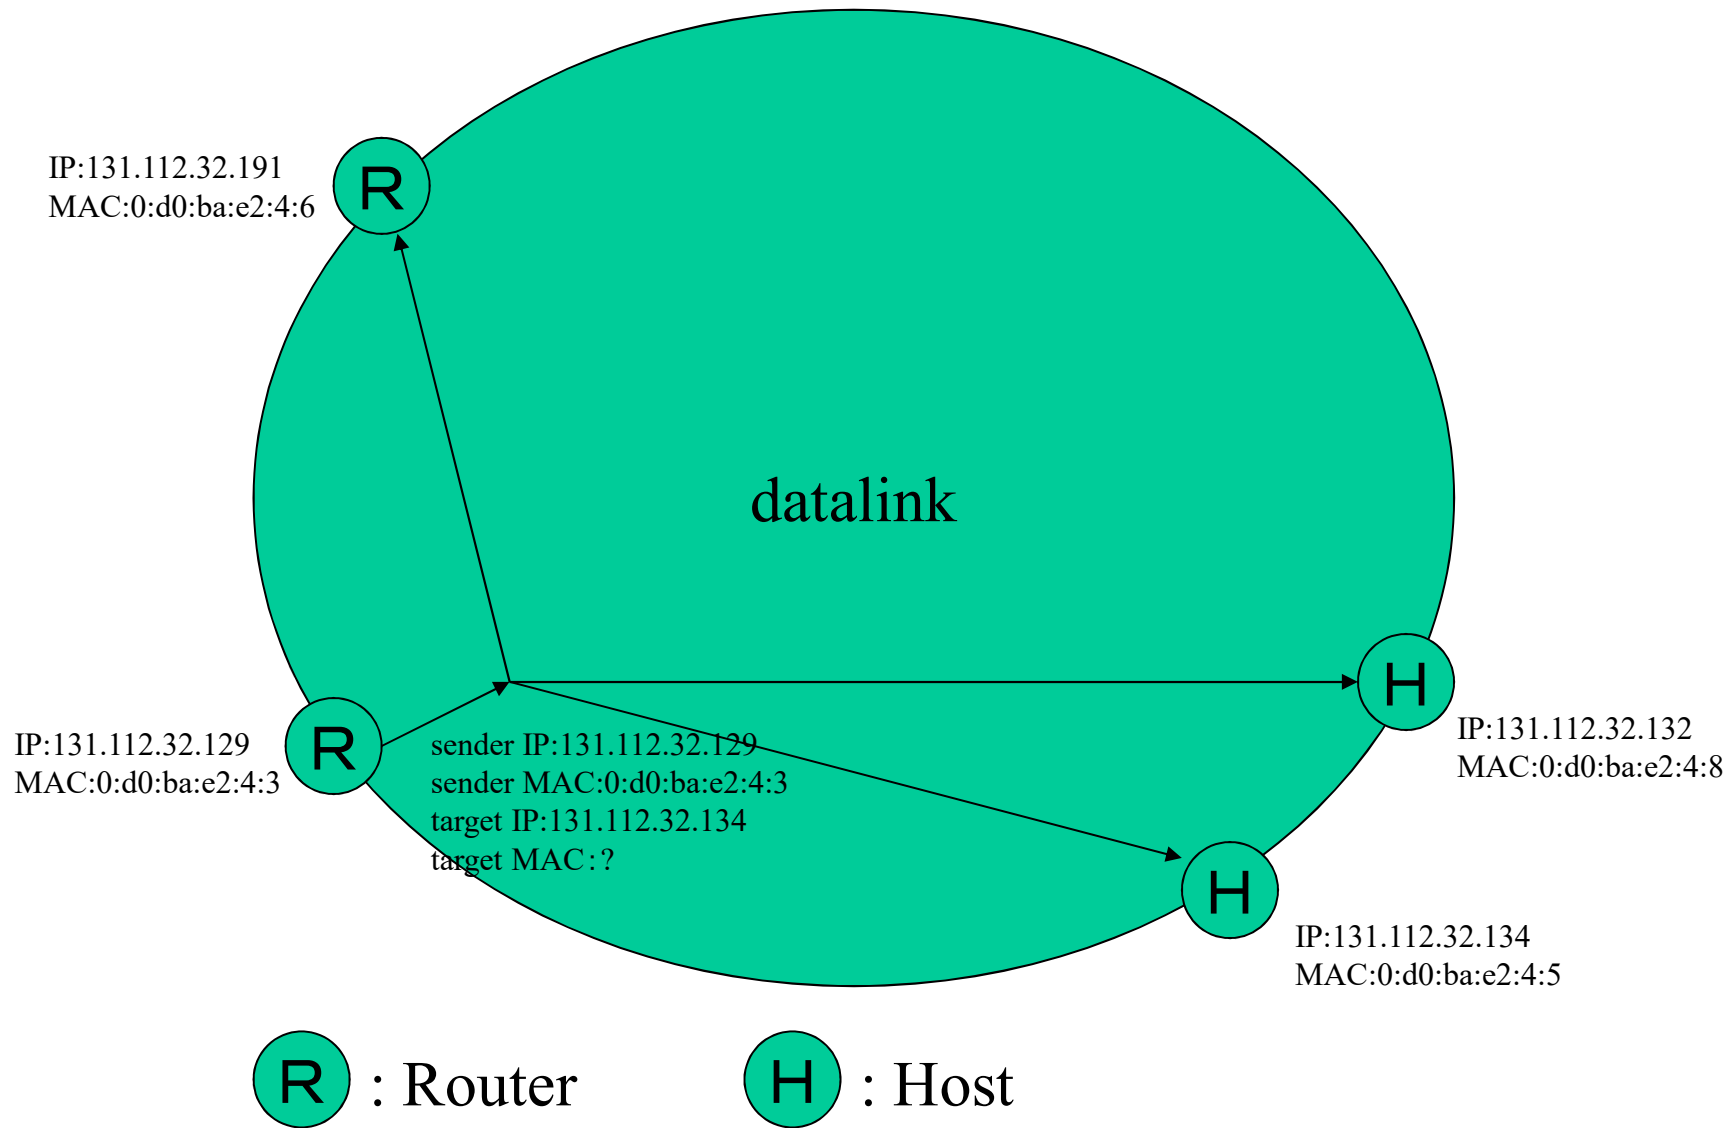 IP:131.112.32.191
MAC:0:d0:ba:e2:4:6
R
datalink
R
IP:131.112.32.129
MAC:0:d0:ba:e2:4:3
sender IP:131.112.32.129
sender MAC:0:d0:ba:e2:4:3
target IP:131.112.32.134
target MAC:?
H
IP:131.112.32.132
MAC:0:d0:ba:e2:4:8
H
IP:131.112.32.134
MAC:0:d0:ba:e2:4:5
R : Router
H : Host